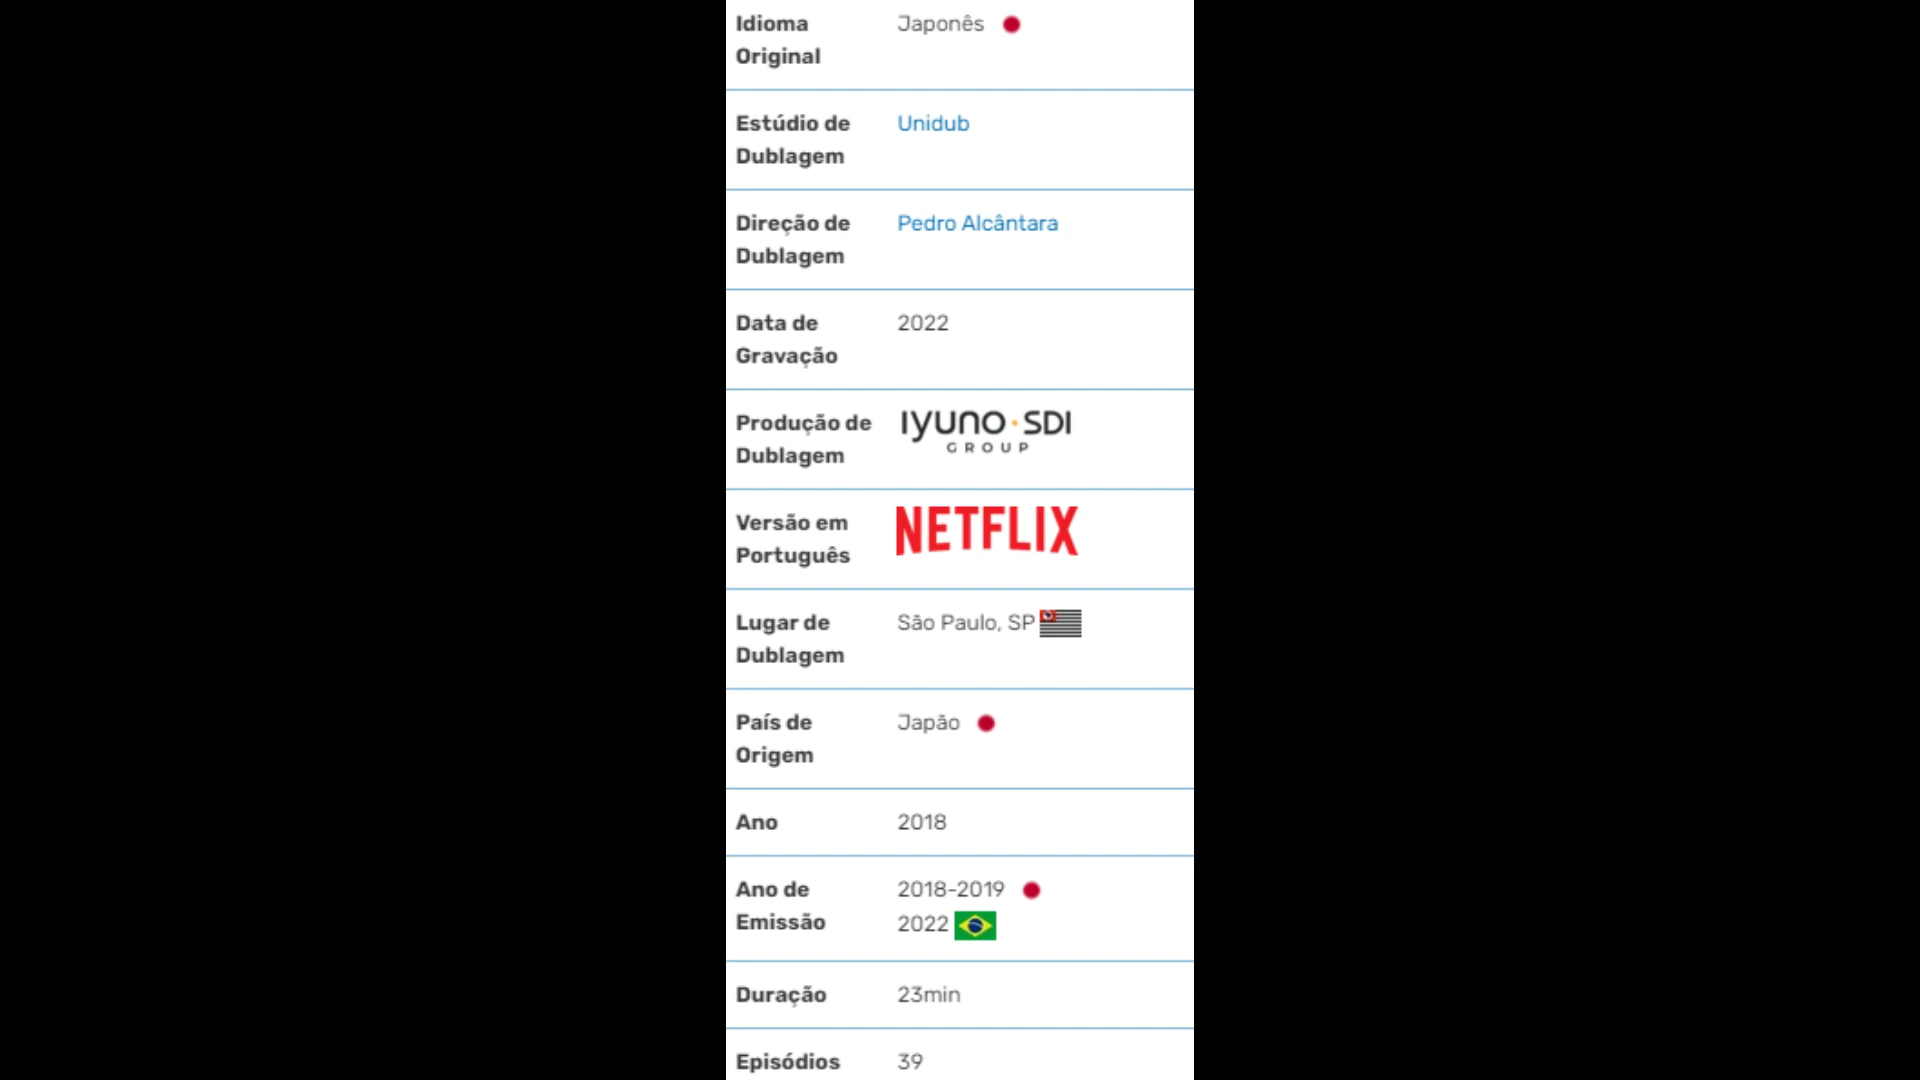 Idioma Japonês
Original
Estúdio de Unidub
Dublagem
Direção de Pedro Alcântara
Dublagem
Data de 2022
Gravação
Produção de IYUNO·SDI
Dublagem GROUP
Versão em NETFLIX
Português
Lugar de São Paulo, SP
Dublagem
País de Japão
Origem
Ano 2018
Ano de 2018-2019
Emissão 2022
Duração 23min
Episódios 39